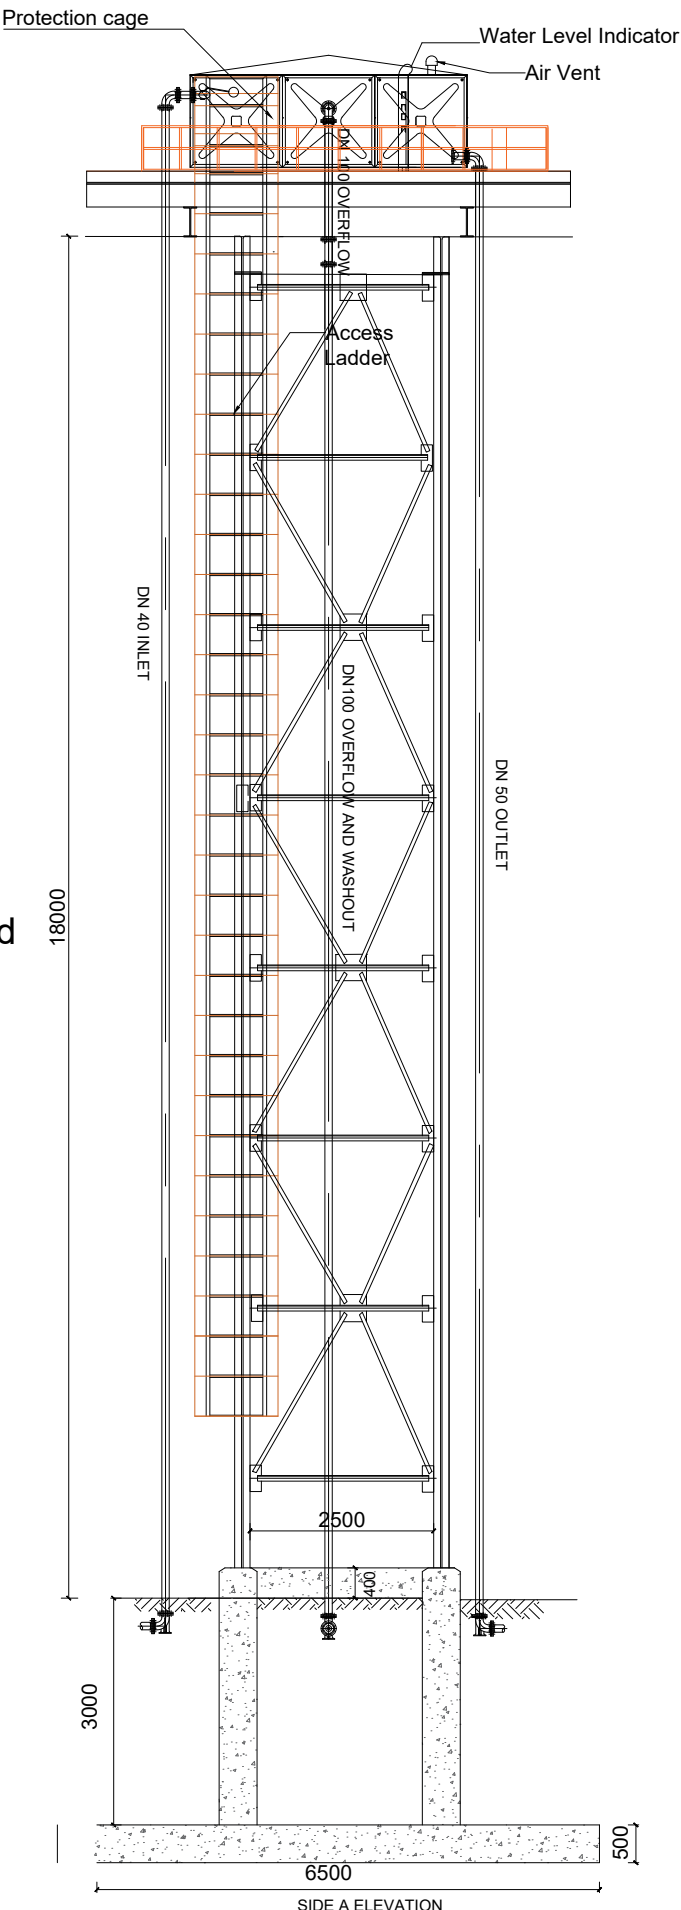 Protection cage
Water Level Indicator
Air Vent
DN 100 OVERFLOW
Access
Ladder
DN 40 INLET
DN100 OVERFLOW AND WASHOUT
DN 50 OUTLET
18000
d
2500
400
3000
500
6500
SIDE A ELEVATION